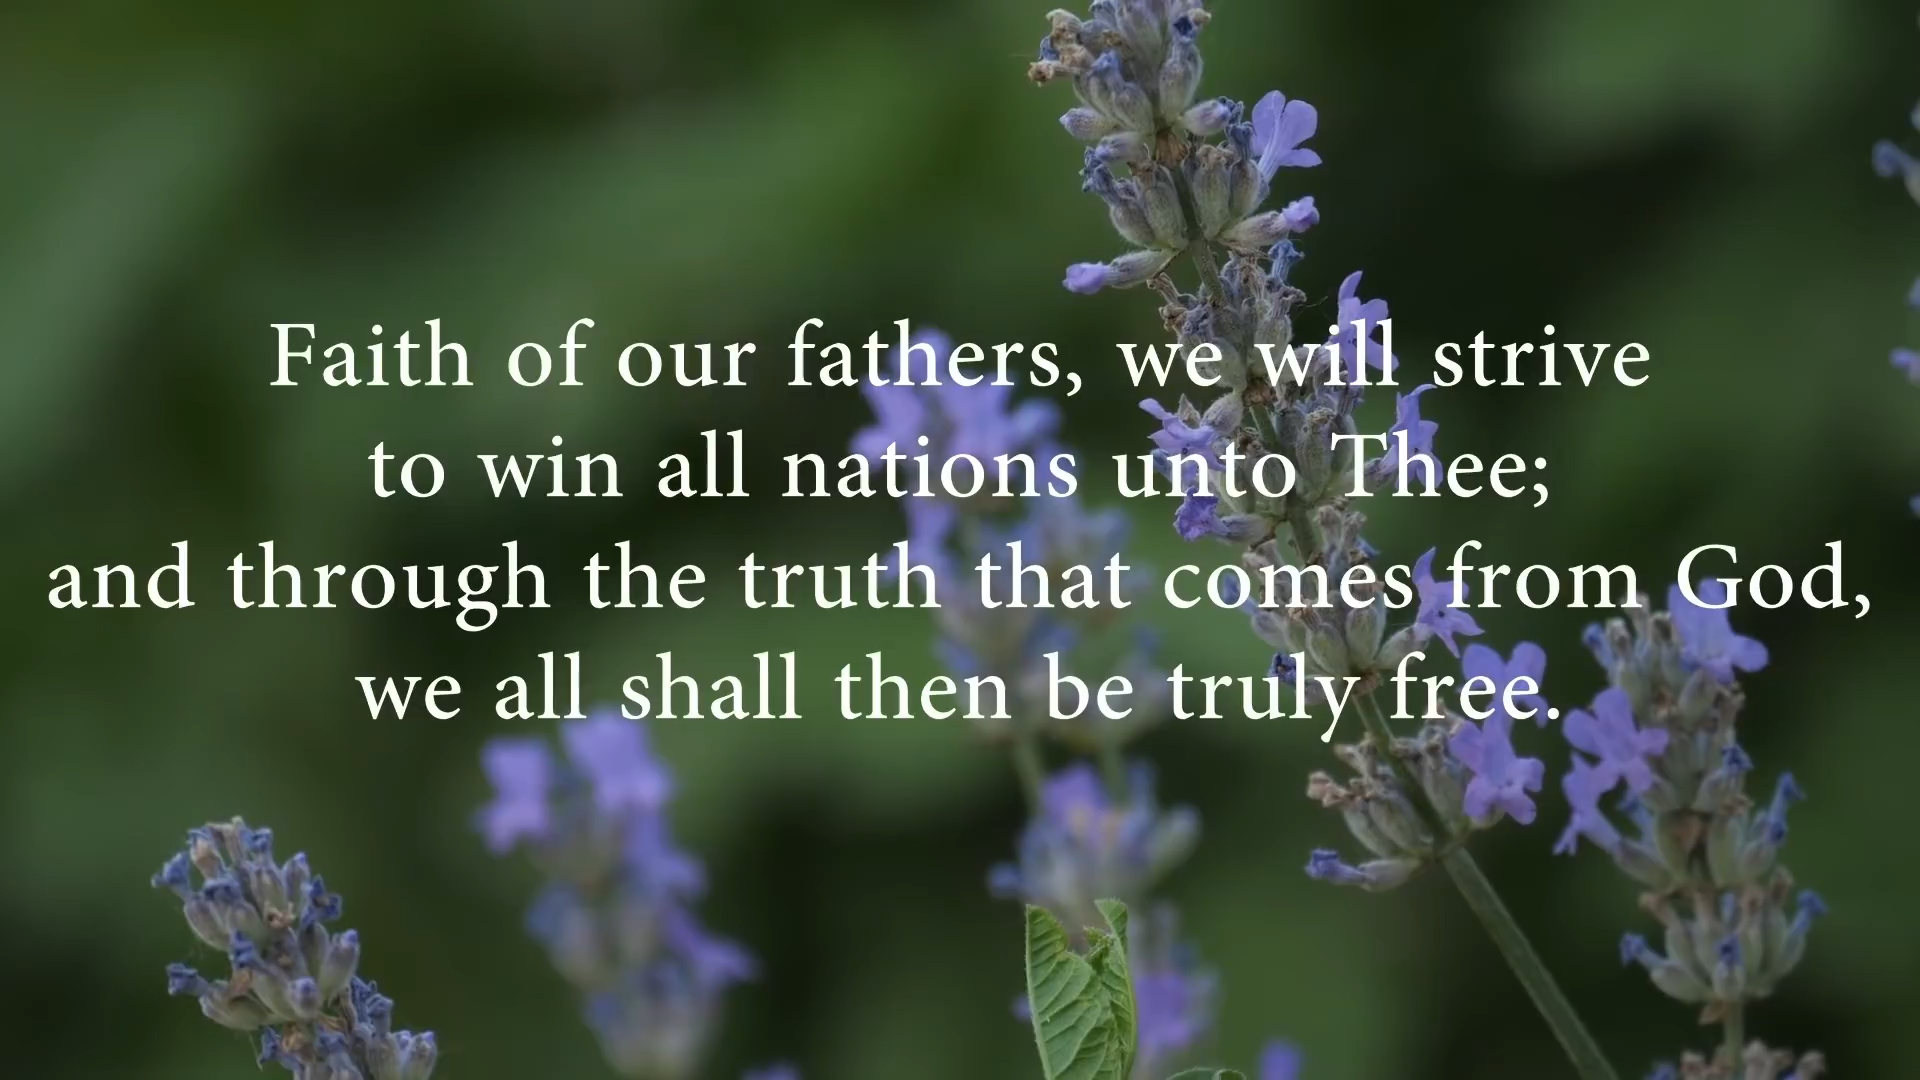 Faith of our fathers, we will strive
to win all nations unto Thee;
and through the truth that comes from God,
we all shall then be truly free.